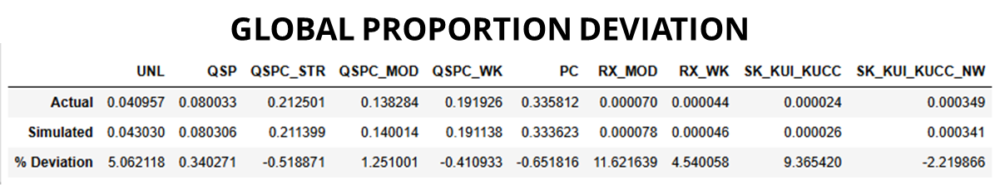 GLOBAL PROPORTION DEVIATION
UNL QSP QSPC_STR QSPC_MOD QSPC_WK PC RX_MOD RX_WK SK_KUI_KUCC SK_KUI_KUCC_NW
Actual 0.040957 0.080033 0.212501 0.138284 0.191926 0.335812 0.000070 0.000044 0.000024 0.000349
Simulated 0.043030 0.080306 0.211399 0.140014 0.191138 0.333623 0.000078 0.000046 0.000026 0.000341
% Deviation 5.062118 0.340271 -0.518871 1.251001 -0.410933 -0.651816 11.621639 4.540058 9.365420 -2.219866